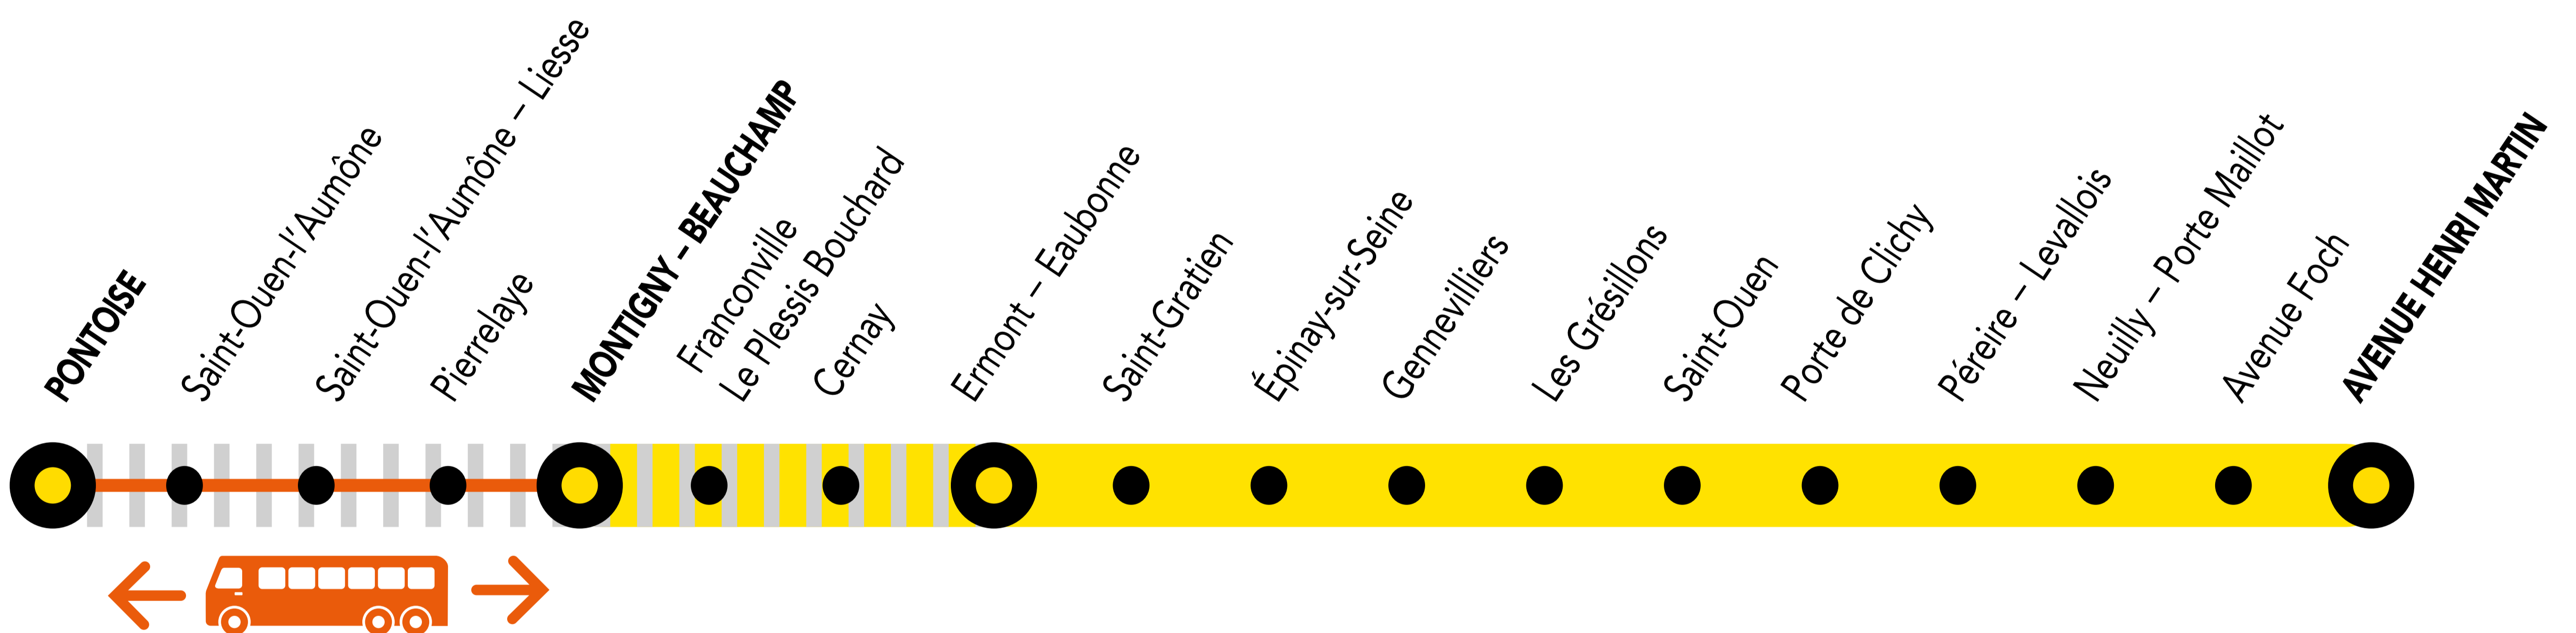 PONTOISE
Saint-Ouen-l'Aumône
Saint-Ouen-l'Aumône – Liesse
Pierrelaye
MONTIGNY – BEAUCHAMP
Franconville
Le Plessis Bouchard
Cernay
Ermont – Eaubonne
Saint-Gratien
Épinay-sur-Seine
Gennevilliers
Les Grésillons
Saint-Ouen
Porte de Clichy
Péreire – Levallois
Neuilly – Porte Maillot
Avenue Foch
AVENUE HENRI MARTIN